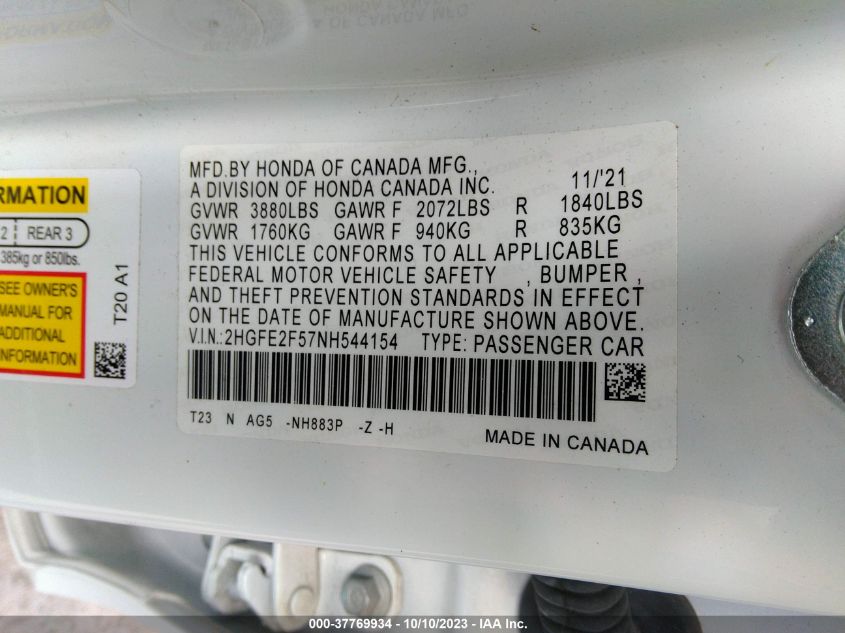 MFD.BY HONDA OF CANADA MFG.,
A DIVISION OF HONDA CANADA INC. 11/'21
GVWR 3880LBS GAWR F 2072LBS R 1840LBS
GVWR 1760KG GAWR F 940KG R 835KG
THIS VEHICLE CONFORMS TO ALL APPLICABLE
FEDERAL MOTOR VEHICLE SAFETY , BUMPER ,
AND THEFT PREVENTION STANDARDS IN EFFECT
ON THE DATE OF MANUFACTURE SHOWN ABOVE.
V.I.N.:2HGFE2F57NH544154 TYPE: PASSENGER CAR
T23 N AG5 -NH883P -Z -H
MADE IN CANADA
RMATION
2 REAR 3
385kg or 850lbs.
SEE OWNER'S
MANUAL FOR
ADDITIONAL
INFORMATION
T20 A1
000-37769934 - 10/10/2023 - IAA Inc.